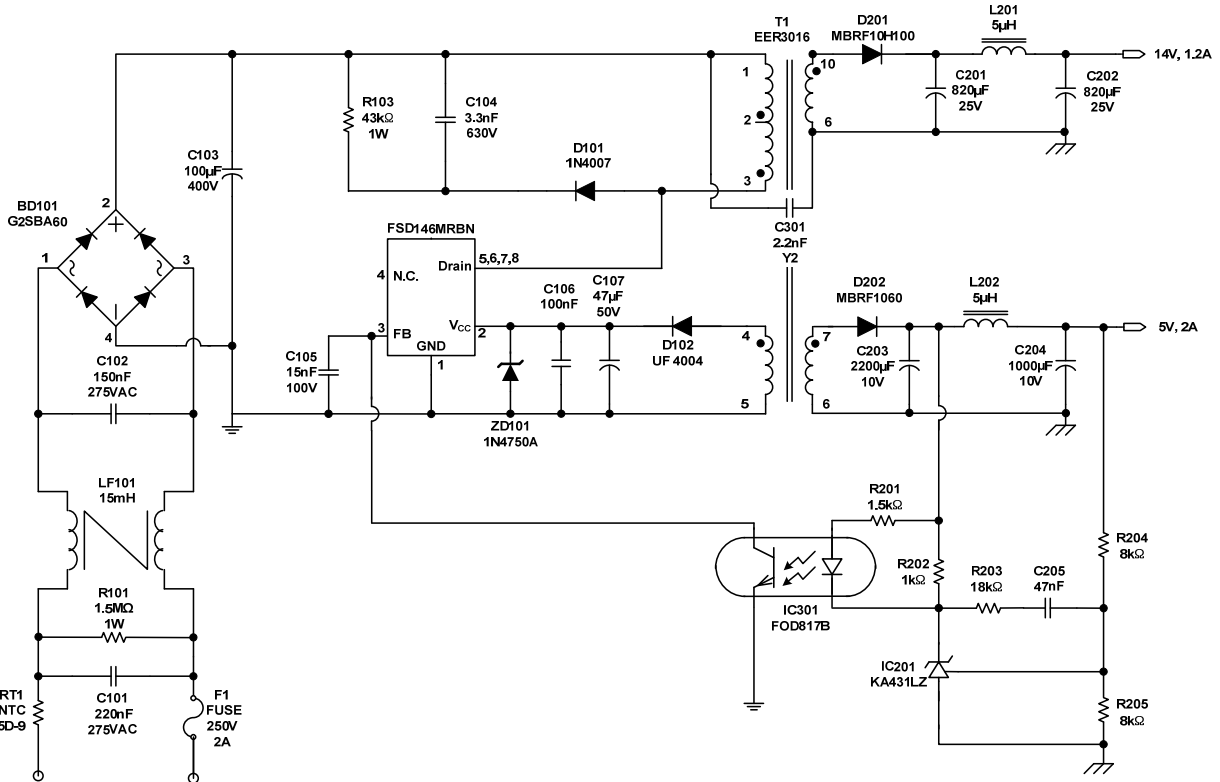 T1
EER3016
D201
MBRF10H100
L201
5µH
14V, 1.2A
1
2
3
10
6
C201
820µF
25V
C202
820µF
25V
R103
43kΩ
1W
C104
3.3nF
630V
D101
1N4007
C103
100µF
400V
BD101
G2SBA60
2
1
3
4
C301
2.2nF
Y2
FSD146MRBN
4
N.C.
Drain
5,6,7,8
3
FB
VCC
2
GND
1
C106
100nF
C107
47µF
50V
D102
UF 4004
4
5
7
6
D202
MBRF1060
L202
5µH
5V, 2A
C203
2200µF
10V
C204
1000µF
10V
C105
15nF
100V
ZD101
1N4750A
C102
150nF
275VAC
LF101
15mH
R101
1.5MΩ
1W
C101
220nF
275VAC
RT1
NTC
5D-9
F1
FUSE
250V
2A
R201
1.5kΩ
R202
1kΩ
R203
18kΩ
C205
47nF
R204
8kΩ
IC301
FOD817B
IC201
KA431LZ
R205
8kΩ